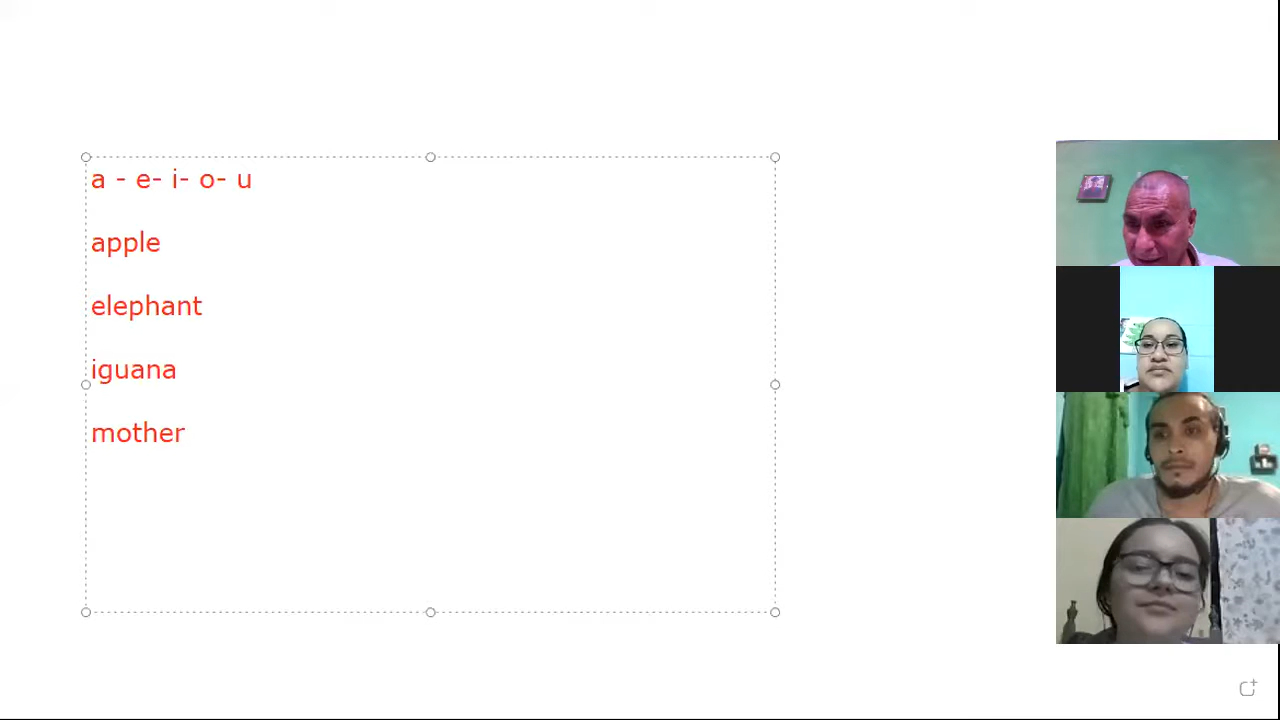 a - e- i- o- u
apple
elephant
iguana
mother